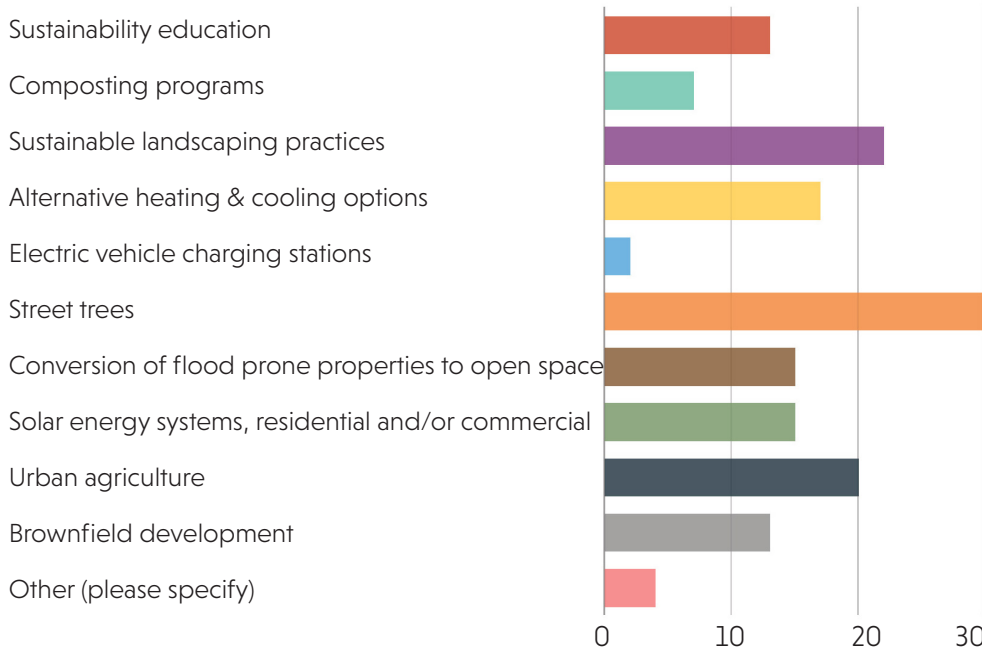 Sustainability education
Composting programs
Sustainable landscaping practices
Alternative heating & cooling options
Electric vehicle charging stations
Street trees
Conversion of flood prone properties to open space
Solar energy systems, residential and/or commercial
Urban agriculture
Brownfield development
Other (please specify)
0 10 20 30